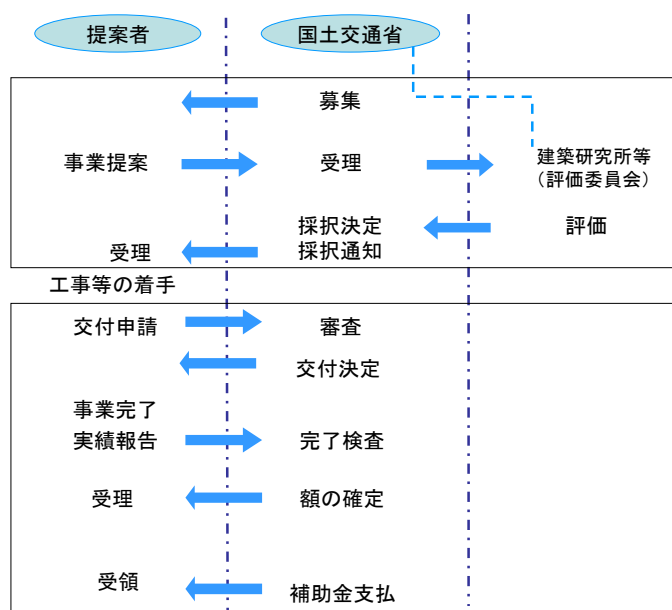 提案者
国土交通省
募集
事業提案
受理
建築研究所等
(評価委員会)
採択決定
評価
受理
採択通知
工事等の着手
交付申請
審査
交付決定
事業完了
実績報告
完了検査
受理
額の確定
受領
補助金支払